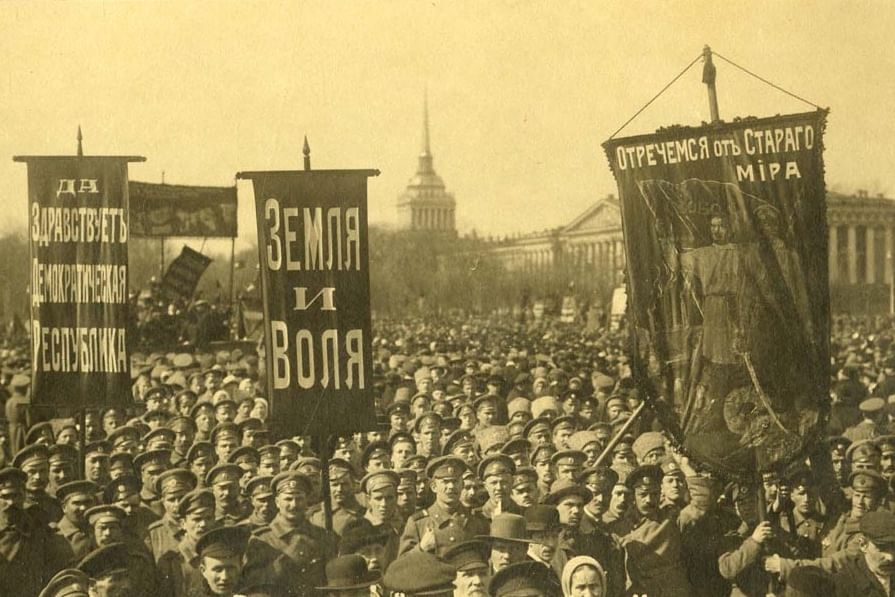 ДА
ЗДРАВСТВУЕТЪ
ДЕМОКРАТИЧЕСКАЯ
РЕСПУБЛИКА
ЗЕМЛЯ
И
ВОЛЯ
ОТРЕЧЕМСЯ ОТЪ СТАРАГО
МІРА